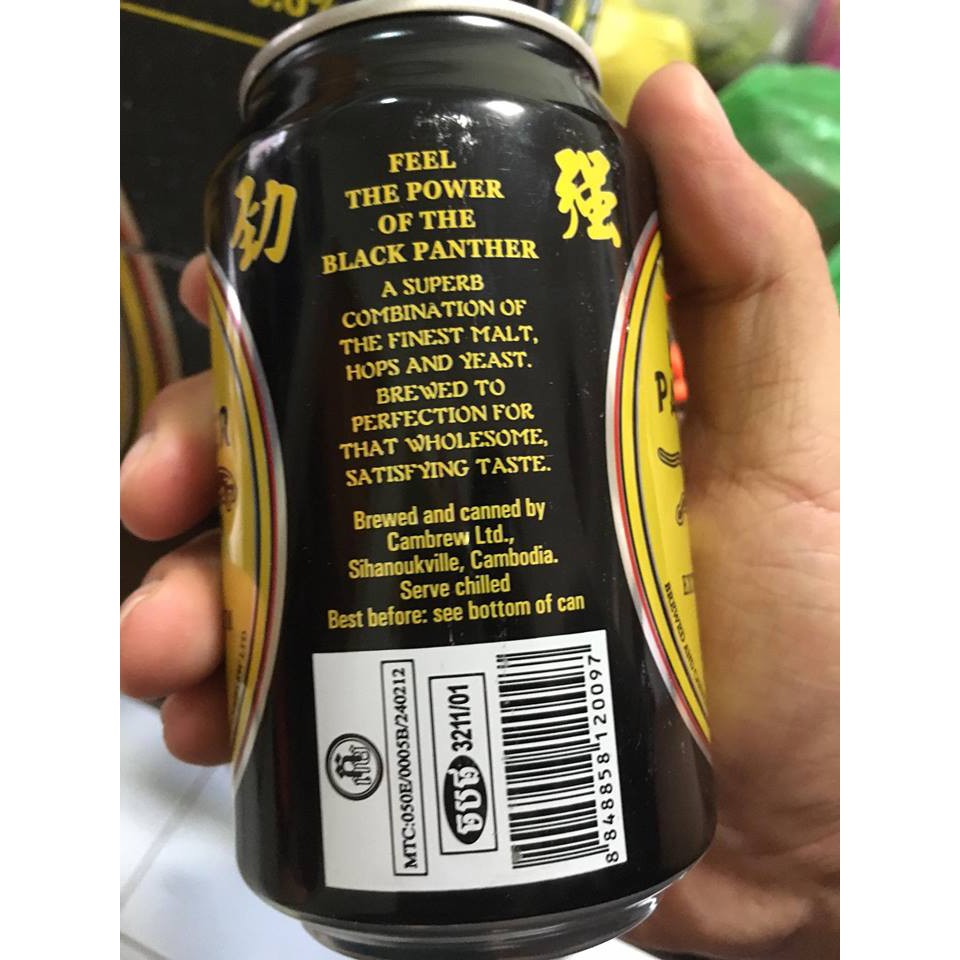 劲
强
FEEL
THE POWER
OF THE
BLACK PANTHER
A SUPERB
COMBINATION OF
THE FINEST MALT,
HOPS AND YEAST.
BREWED TO
PERFECTION FOR
THAT WHOLESOME,
SATISFYING TASTE.
Brewed and canned by
Cambrew Ltd.,
Sihanoukville, Cambodia.
Serve chilled
Best before: see bottom of can
MTC:050E/0005B/240212
3211/01
8 848858 120097